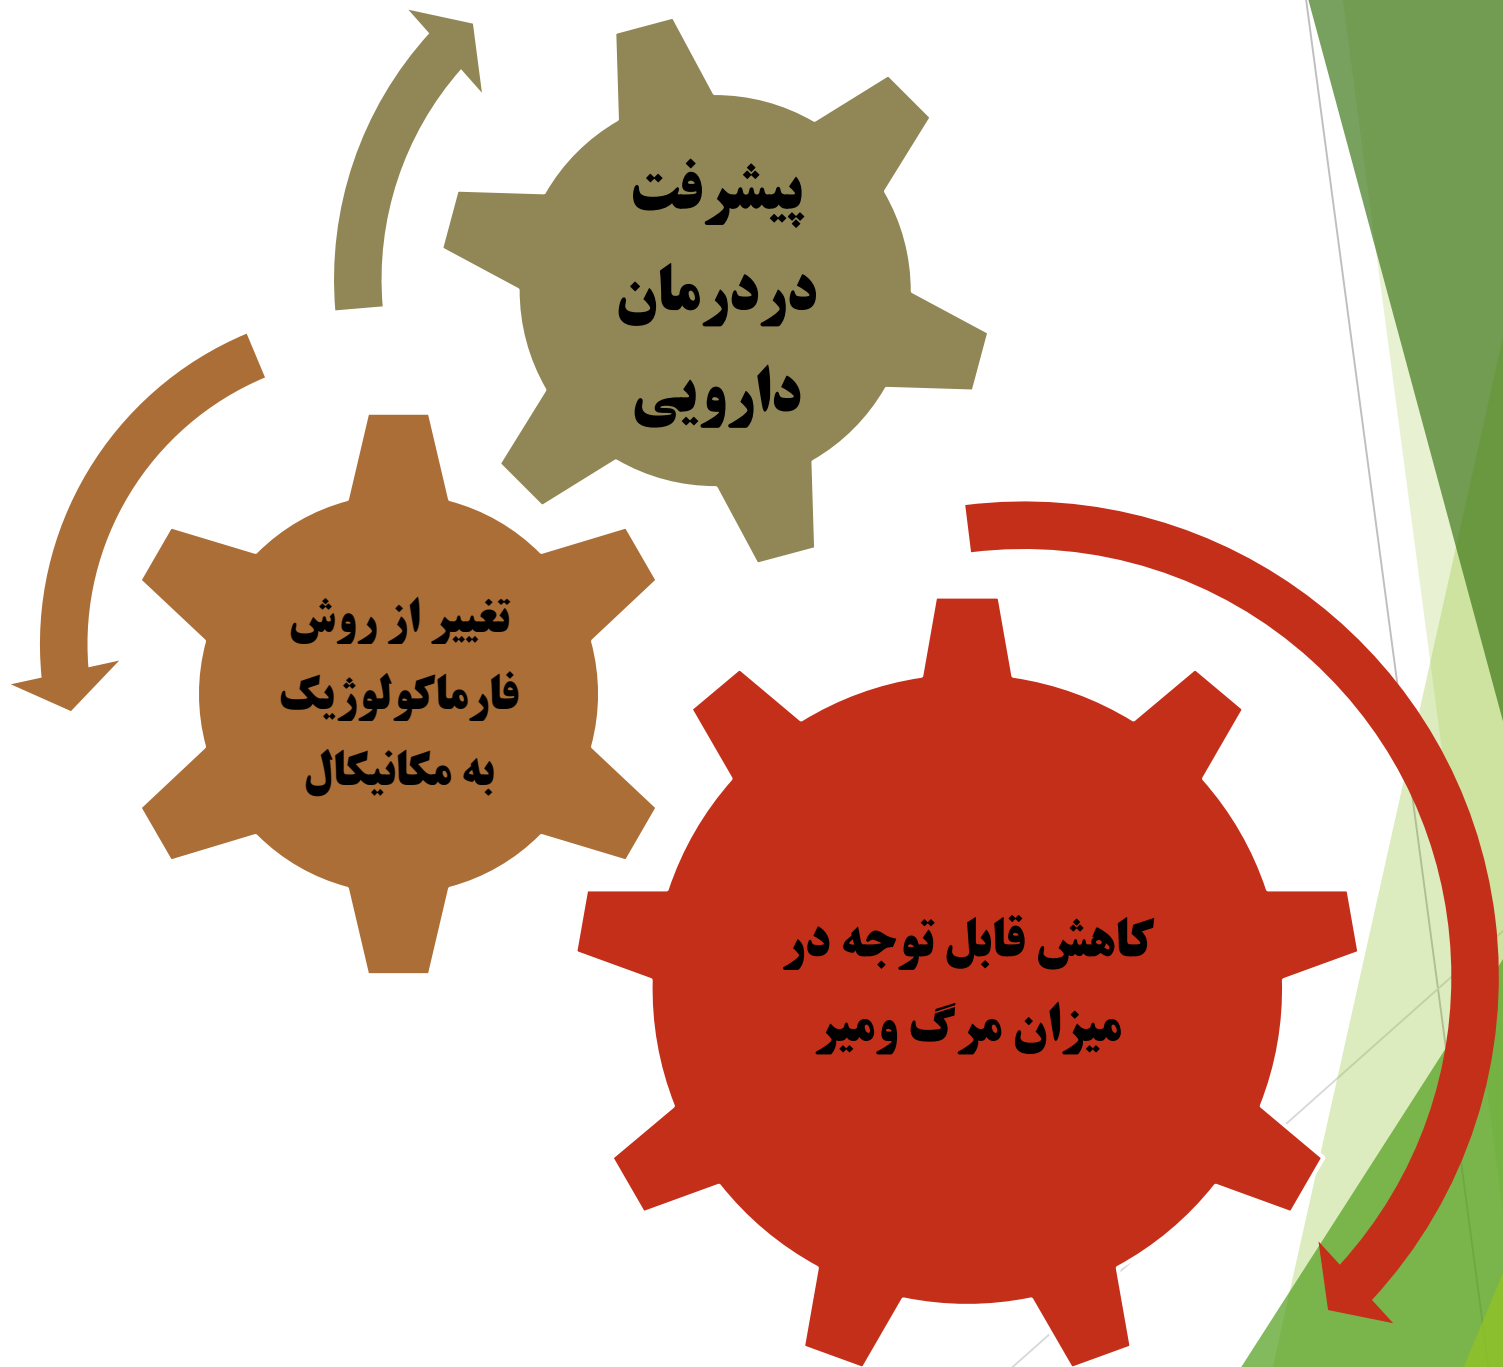 پیشرفت
دردرمان
دارویی
تغییر از روش
فارماکولوژیک
به مکانیکال
کاهش قابل توجه در
میزان مرگ ومیر